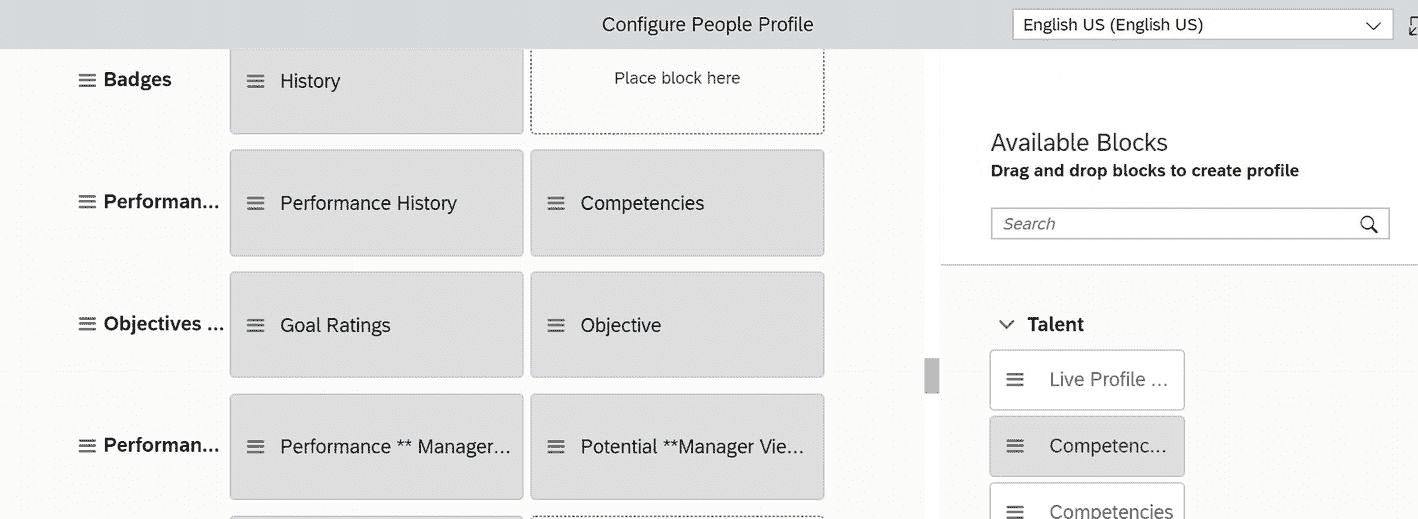 Configure People Profile
English US (English US)
Badges
History
Place block here
Performan...
Performance History
Competencies
Objectives ...
Goal Ratings
Objective
Performan...
Performance ** Manager...
Potential **Manager Vie...
Available Blocks
Drag and drop blocks to create profile
Search
Talent
Live Profile ...
Competenc...
Competencies